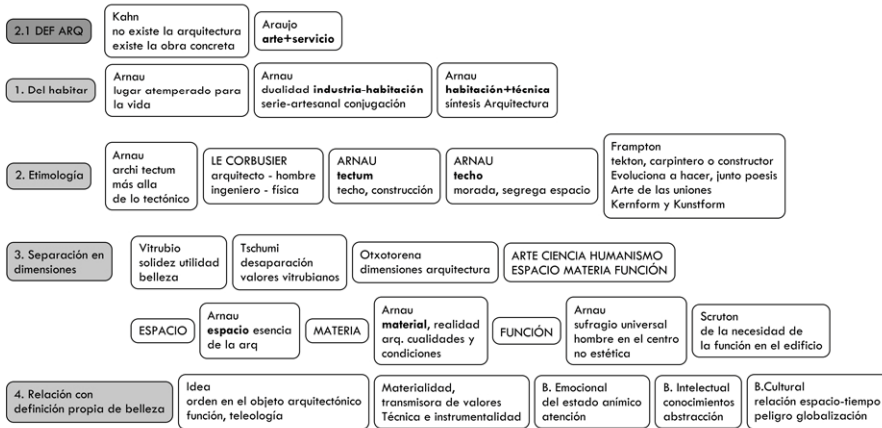 2.1 DEF ARQ
Kahn
no existe la arquitectura
existe la obra concreta
Araujo
arte+servicio
1. Del habitar
Arnau
lugar atemperado para
la vida
Arnau
dualidad industria-habitación
serie-artesanal conjugación
Arnau
habitación+técnica
síntesis Arquitectura
2. Etimología
Arnau
archi tectum
más alla
de lo tectónico
LE CORBUSIER
arquitecto - hombre
ingeniero - física
ARNAU
tectum
techo, construcción
ARNAU
techo
morada, segrega espacio
Frampton
tekton, carpintero o constructor
Evoluciona a hacer, junto poesis
Arte de las uniones
Kernform y Kunstform
3. Separación en
dimensiones
Vitrubio
solidez utilidad
belleza
Tschumi
desaparación
valores vitrubianos
Otxotorena
dimensiones arquitectura
ARTE CIENCIA HUMANISMO
ESPACIO MATERIA FUNCIÓN
ESPACIO
Arnau
espacio esencia
de la arq
MATERIA
Arnau
material, realidad
arq. cualidades y
condiciones
FUNCIÓN
Arnau
sufragio universal
hombre en el centro
no estética
Scruton
de la necesidad de
la función en el edificio
4. Relación con
definición propia de belleza
Idea
orden en el objeto arquitectónico
función, teleología
Materialidad,
transmisora de valores
Técnica e instrumentalidad
B. Emocional
del estado anímico
atención
B. Intelectual
conocimientos
abstracción
B.Cultural
relación espacio-tiempo
peligro globalización